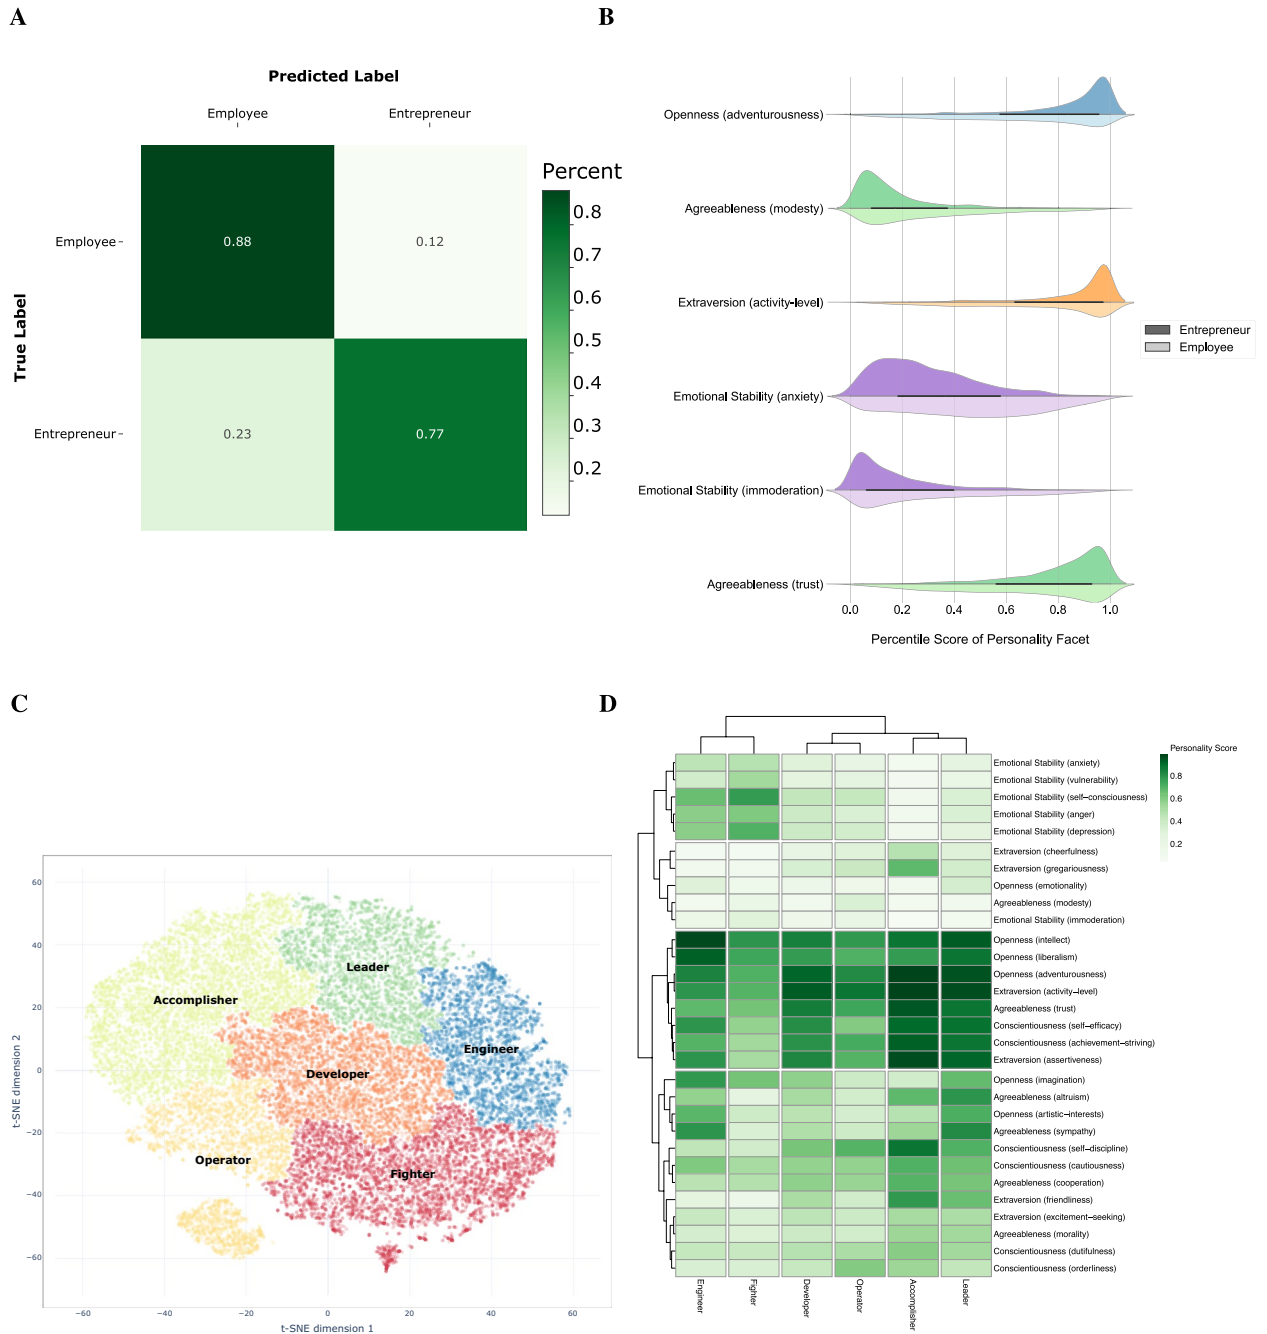 A
Predicted Label
Employee
Entrepreneur
True Label
Employee
Entrepreneur
0.88
0.12
0.23
0.77
Percent
0.8
0.7
0.6
0.5
0.4
0.3
0.2
B
Openness (adventurousness)
Agreeableness (modesty)
Extraversion (activity-level)
Emotional Stability (anxiety)
Emotional Stability (immoderation)
Agreeableness (trust)
0.0 0.2 0.4 0.6 0.8 1.0
Percentile Score of Personality Facet
Entrepreneur
Employee
C
60
40
20
0
−20
−40
−60
t-SNE dimension 2
Leader
Accomplisher
Engineer
Developer
Operator
Fighter
−60 −40 −20 0 20 40 60
t-SNE dimension 1
D
Personality Score
0.8
0.6
0.4
0.2
Emotional Stability (anxiety)
Emotional Stability (vulnerability)
Emotional Stability (self−consciousness)
Emotional Stability (anger)
Emotional Stability (depression)
Extraversion (cheerfulness)
Extraversion (gregariousness)
Openness (emotionality)
Agreeableness (modesty)
Emotional Stability (immoderation)
Openness (intellect)
Openness (liberalism)
Openness (adventurousness)
Extraversion (activity−level)
Agreeableness (trust)
Conscientiousness (self−efficacy)
Conscientiousness (achievement−striving)
Extraversion (assertiveness)
Openness (imagination)
Agreeableness (altruism)
Openness (artistic−interests)
Agreeableness (sympathy)
Conscientiousness (self−discipline)
Conscientiousness (cautiousness)
Agreeableness (cooperation)
Extraversion (friendliness)
Extraversion (excitement−seeking)
Agreeableness (morality)
Conscientiousness (dutifulness)
Conscientiousness (orderliness)
Engineer
Fighter
Developer
Operator
Accomplisher
Leader